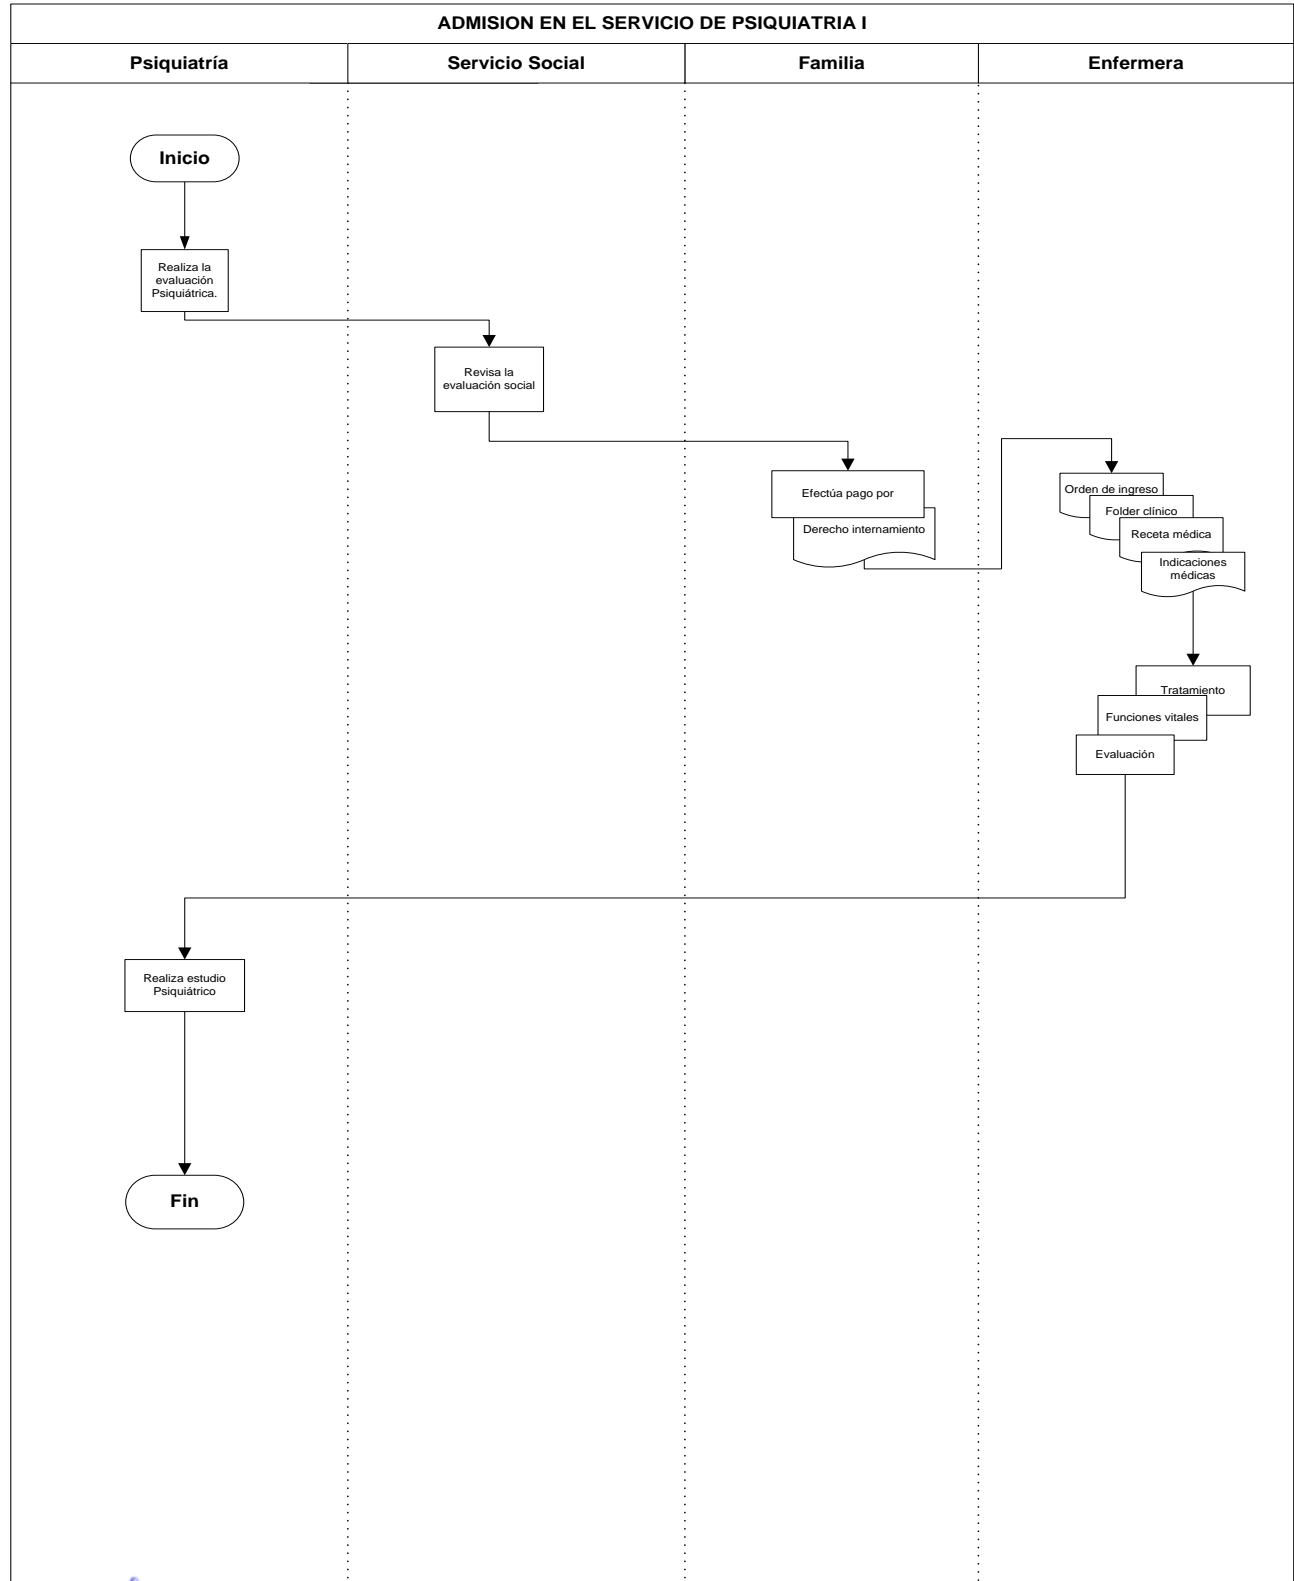 ADMISION EN EL SERVICIO DE PSIQUIATRIA I
Psiquiatría
Servicio Social
Familia
Enfermera
Inicio
Realiza la
evaluación
Psiquiátrica.
Revisa la
evaluación social
Efectúa pago por
Derecho internamiento
Orden de ingreso
Folder clínico
Receta médica
Indicaciones
médicas
Tratamiento
Funciones vitales
Evaluación
Realiza estudio
Psiquiátrico
Fin